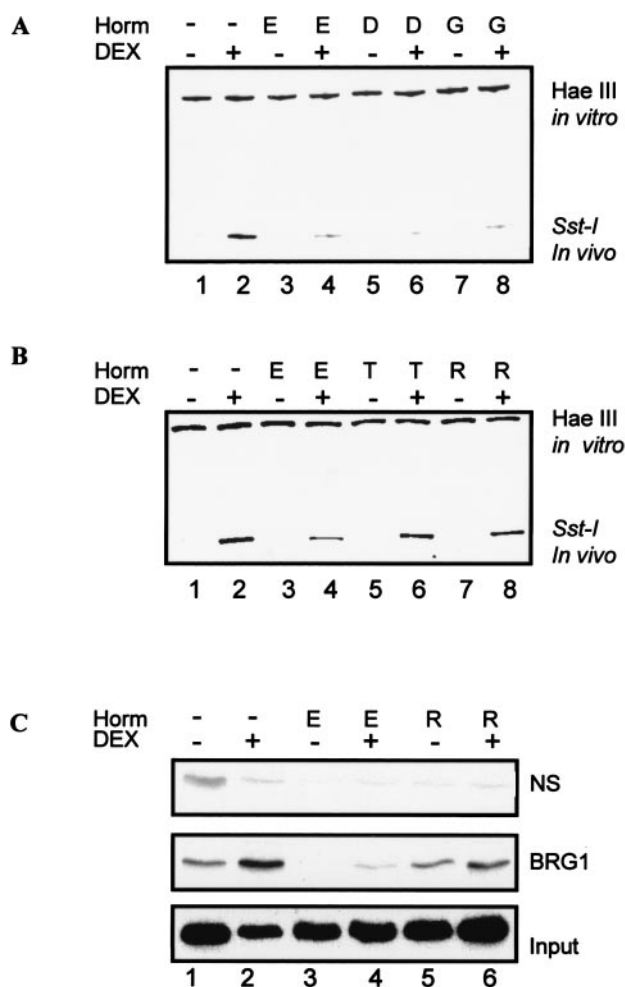 A
Horm - - E E D D G G
DEX - + - + - + - +
Hae III
in vitro
Sst-I
In vivo
1 2 3 4 5 6 7 8
B
Horm - - E E T T R R
DEX - + - + - + - +
Hae III
in vitro
Sst-I
In vivo
1 2 3 4 5 6 7 8
C
Horm - - E E R R
DEX - + - + - +
NS
BRG1
Input
1 2 3 4 5 6